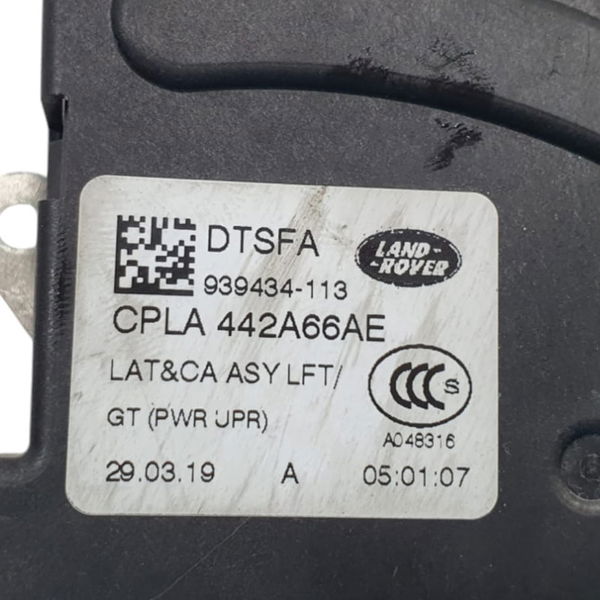 DTSFA
LAND-
-ROVER
939434-113
CPLA 442A66AE
LAT&CA ASY LFT/
GT (PWR UPR)
CCC S
A048316
29.03.19 A 05:01:07